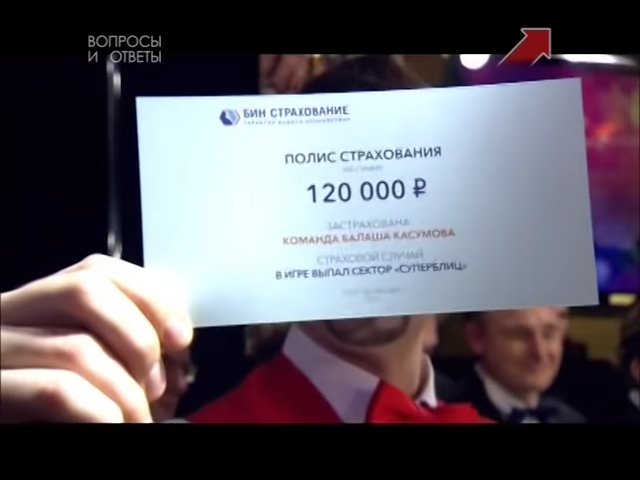 ВОПРОСЫ
И ОТВЕТЫ
БИН СТРАХОВАНИЕ
ПОЛИС СТРАХОВАНИЯ
120 000 ₽
ЗАСТРАХОВАНА
КОМАНДА БАЛАША КАСУМОВА
СТРАХОВОЙ СЛУЧАЙ
В ИГРЕ ВЫПАЛ СЕКТОР «СУПЕРБЛИЦ»